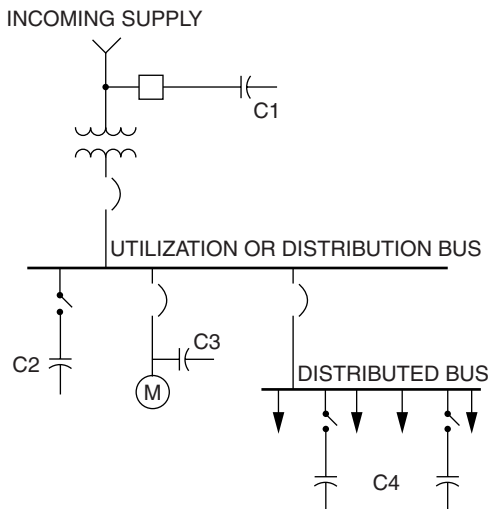 INCOMING SUPPLY
C1
UTILIZATION OR DISTRIBUTION BUS
C2
C3
M
DISTRIBUTED BUS
C4